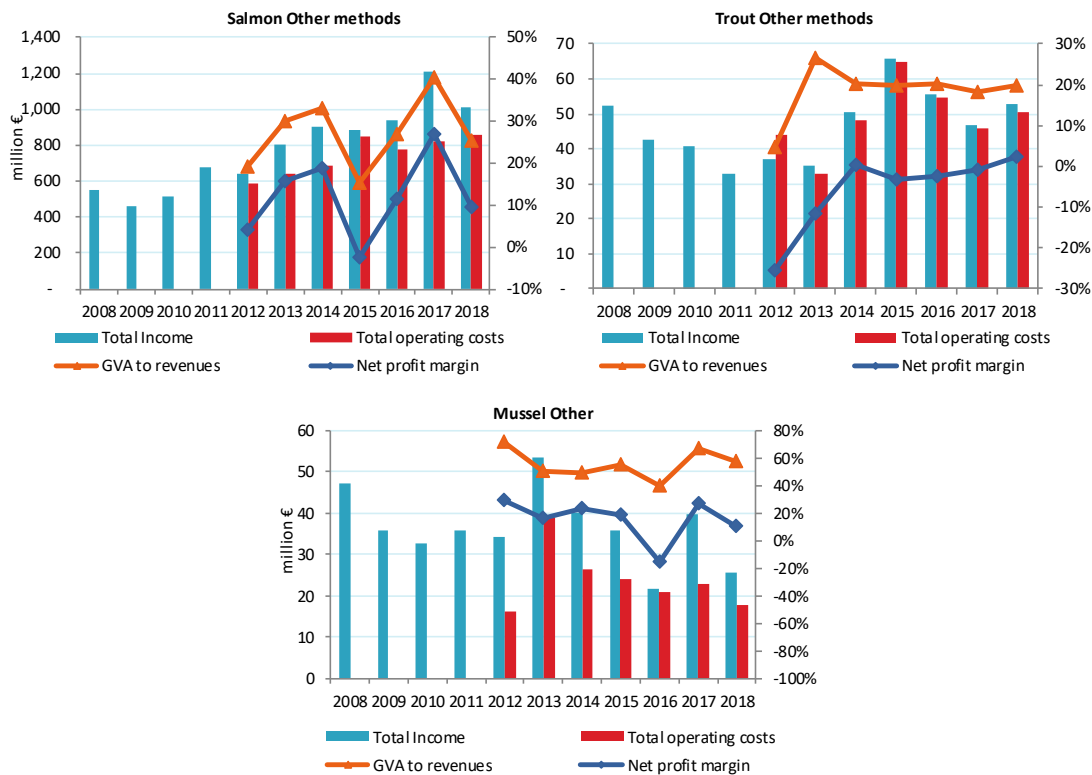 Salmon Other methods
1,400
1,200
1,000
800
600
400
200
-
million €
50%
40%
30%
20%
10%
0%
-10%
2008 2009 2010 2011 2012 2013 2014 2015 2016 2017 2018
Total Income
Total operating costs
GVA to revenues
Net profit margin
Trout Other methods
70
60
50
40
30
20
10
-
30%
20%
10%
0%
-10%
-20%
-30%
2008 2009 2010 2011 2012 2013 2014 2015 2016 2017 2018
Total Income
Total operating costs
GVA to revenues
Net profit margin
Mussel Other
60
50
40
30
20
10
0
million €
80%
60%
40%
20%
0%
-20%
-40%
-60%
-80%
-100%
2008 2009 2010 2011 2012 2013 2014 2015 2016 2017 2018
Total Income
Total operating costs
GVA to revenues
Net profit margin